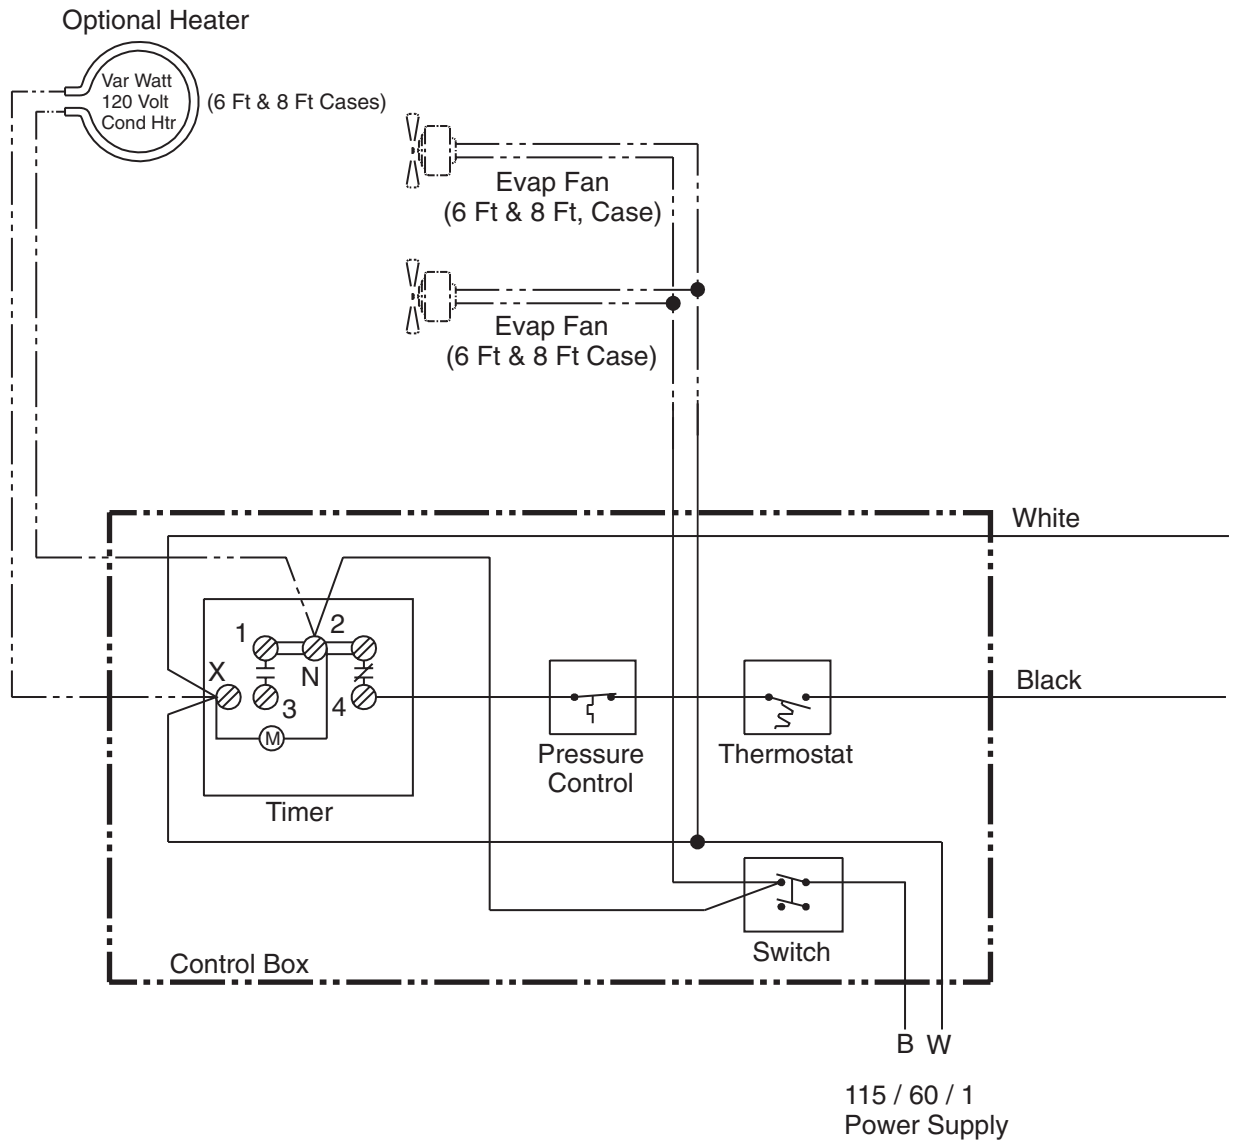 Optional Heater
Var Watt
120 Volt
Cond Htr
(6 Ft & 8 Ft Cases)
Evap Fan
(6 Ft & 8 Ft, Case)
Evap Fan
(6 Ft & 8 Ft Case)
White
1
2
X
N
3
4
M
Timer
Black
Pressure
Control
Thermostat
Switch
Control Box
B W
115 / 60 / 1
Power Supply